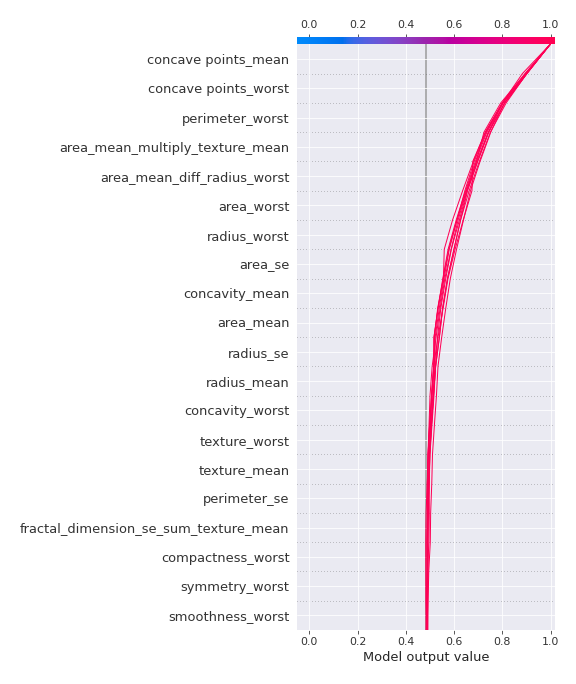 0.0 0.2 0.4 0.6 0.8 1.0
concave points_mean
concave points_worst
perimeter_worst
area_mean_multiply_texture_mean
area_mean_diff_radius_worst
area_worst
radius_worst
area_se
concavity_mean
area_mean
radius_se
radius_mean
concavity_worst
texture_worst
texture_mean
perimeter_se
fractal_dimension_se_sum_texture_mean
compactness_worst
symmetry_worst
smoothness_worst
0.0 0.2 0.4 0.6 0.8 1.0
Model output value